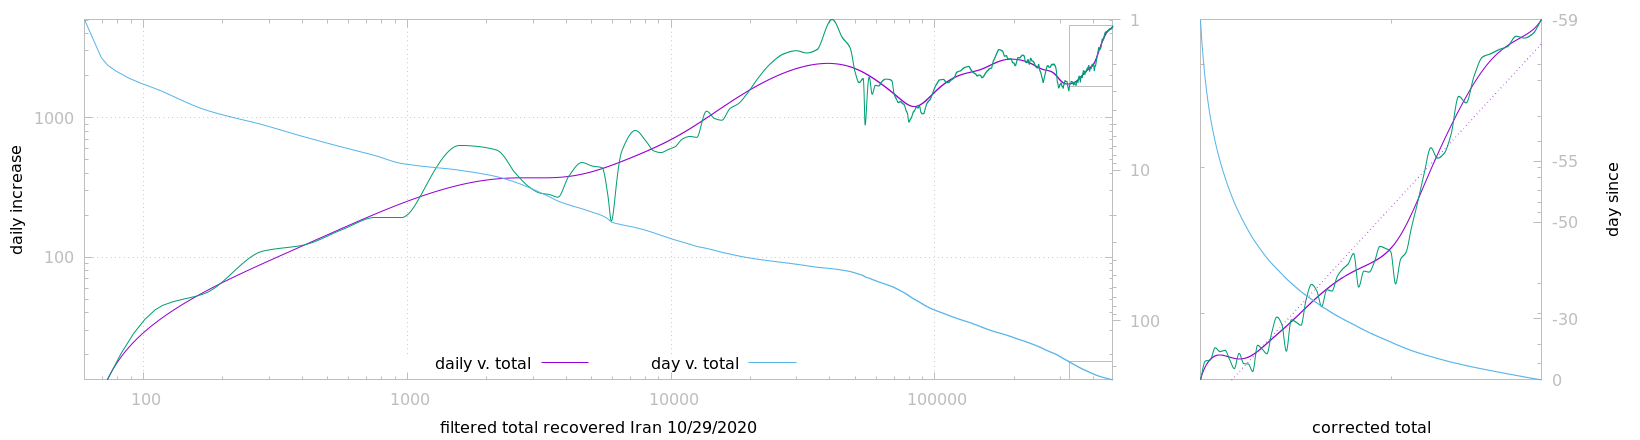 daily increase
1000
100
daily v. total
day v. total
100
1000
10000
100000
filtered total recovered Iran 10/29/2020
1
10
100
-59
-55
-50
-30
0
day since
corrected total